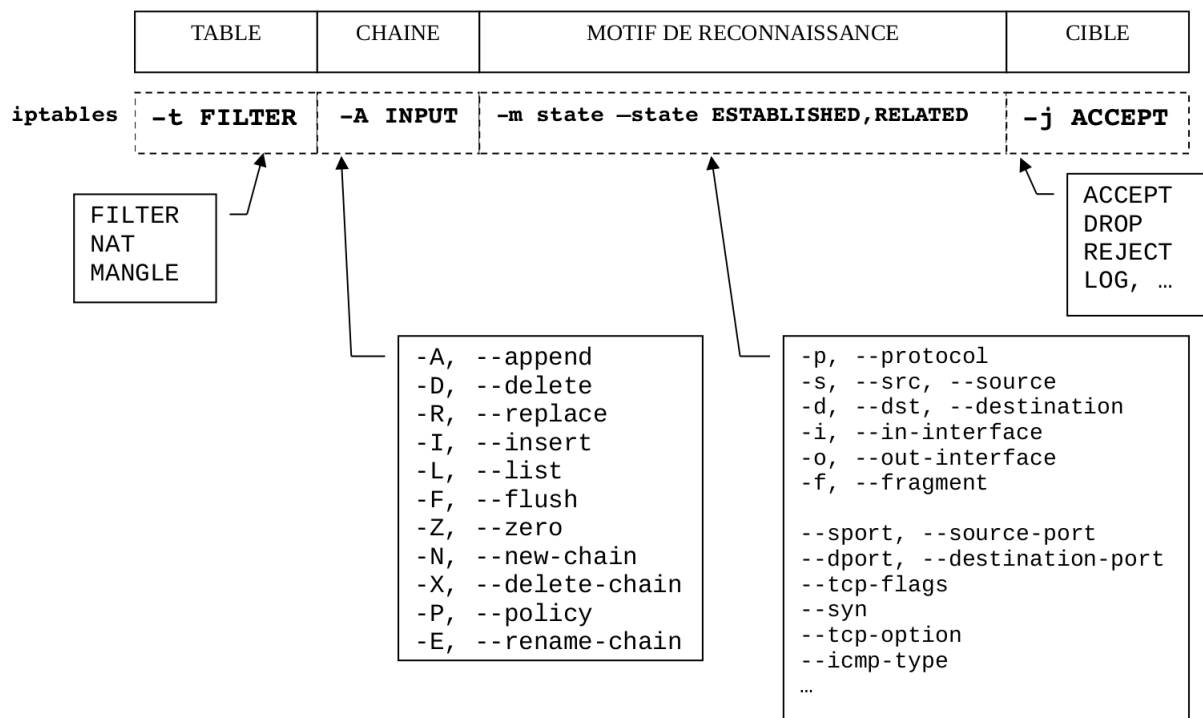 TABLE CHAINE MOTIF DE RECONNAISSANCE CIBLE
iptables -t FILTER -A INPUT -m state –state ESTABLISHED,RELATED -j ACCEPT
FILTER
NAT
MANGLE
ACCEPT
DROP
REJECT
LOG, …
-A, --append
-D, --delete
-R, --replace
-I, --insert
-L, --list
-F, --flush
-Z, --zero
-N, --new-chain
-X, --delete-chain
-P, --policy
-E, --rename-chain
-p, --protocol
-s, --src, --source
-d, --dst, --destination
-i, --in-interface
-o, --out-interface
-f, --fragment
--sport, --source-port
--dport, --destination-port
--tcp-flags
--syn
--tcp-option
--icmp-type
…